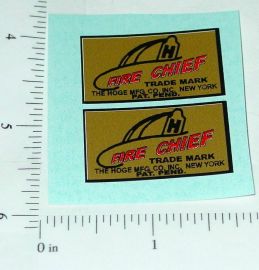 4
5
6
H
FIRE CHIEF
TRADE MARK
THE HOGE MFG. CO. INC. NEW YORK
PAT. PEND.
H
FIRE CHIEF
TRADE MARK
THE HOGE MFG. CO. INC. NEW YORK
PAT. PEND.
0 in
1